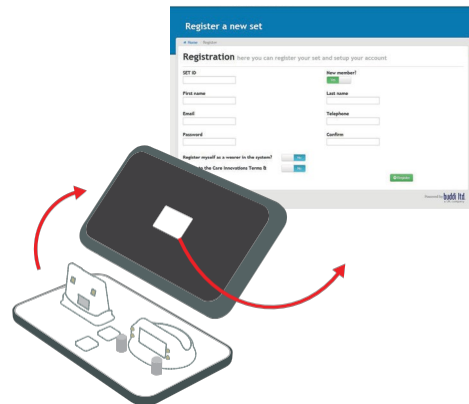 Register a new set
Home Register
Registration here you can register your set and setup your account
SET ID
New member?
Yes
First name
Last name
Email
Telephone
Password
Confirm
Register myself as a wearer in the system?
No
to the Care Innovations Terms &
No
Register
Powered by buddi ltd